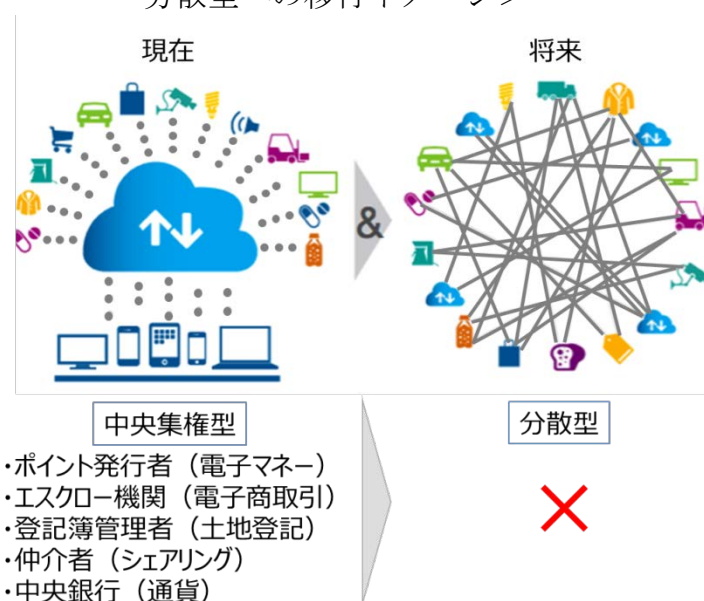 現在
将来
&
中央集権型
分散型
・ポイント発行者（電子マネー）
・エスクロー機関（電子商取引）
・登記簿管理者（土地登記）
・仲介者（シェアリング）
・中央銀行（通貨）